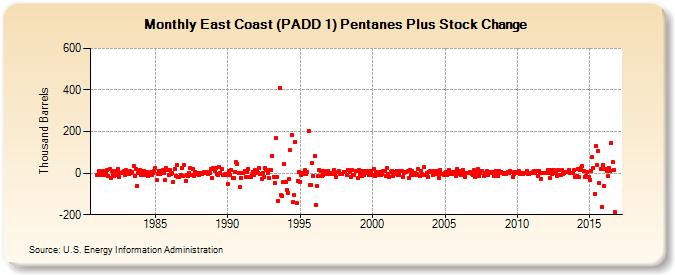 Monthly East Coast (PADD 1) Pentanes Plus Stock Change
Thousand Barrels
600
400
200
0
-200
1985 1990 1995 2000 2005 2010 2015
Source: U.S. Energy Information Administration